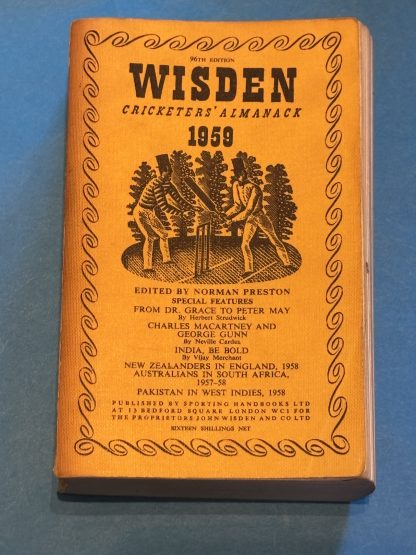 96TH EDITION
WISDEN
CRICKETERS' ALMANACK
1959
EDITED BY NORMAN PRESTON
SPECIAL FEATURES
FROM DR. GRACE TO PETER MAY
By Herbert Strudwick
CHARLES MACARTNEY AND
GEORGE GUNN
By Neville Cardus
INDIA, BE BOLD
By Vijay Merchant
NEW ZEALANDERS IN ENGLAND, 1958
AUSTRALIANS IN SOUTH AFRICA,
1957-58
PAKISTAN IN WEST INDIES, 1958
PUBLISHED BY SPORTING HANDBOOKS LTD
AT 13 BEDFORD SQUARE LONDON WC1 FOR
THE PROPRIETORS JOHN WISDEN AND CO LTD
SIXTEEN SHILLINGS NET